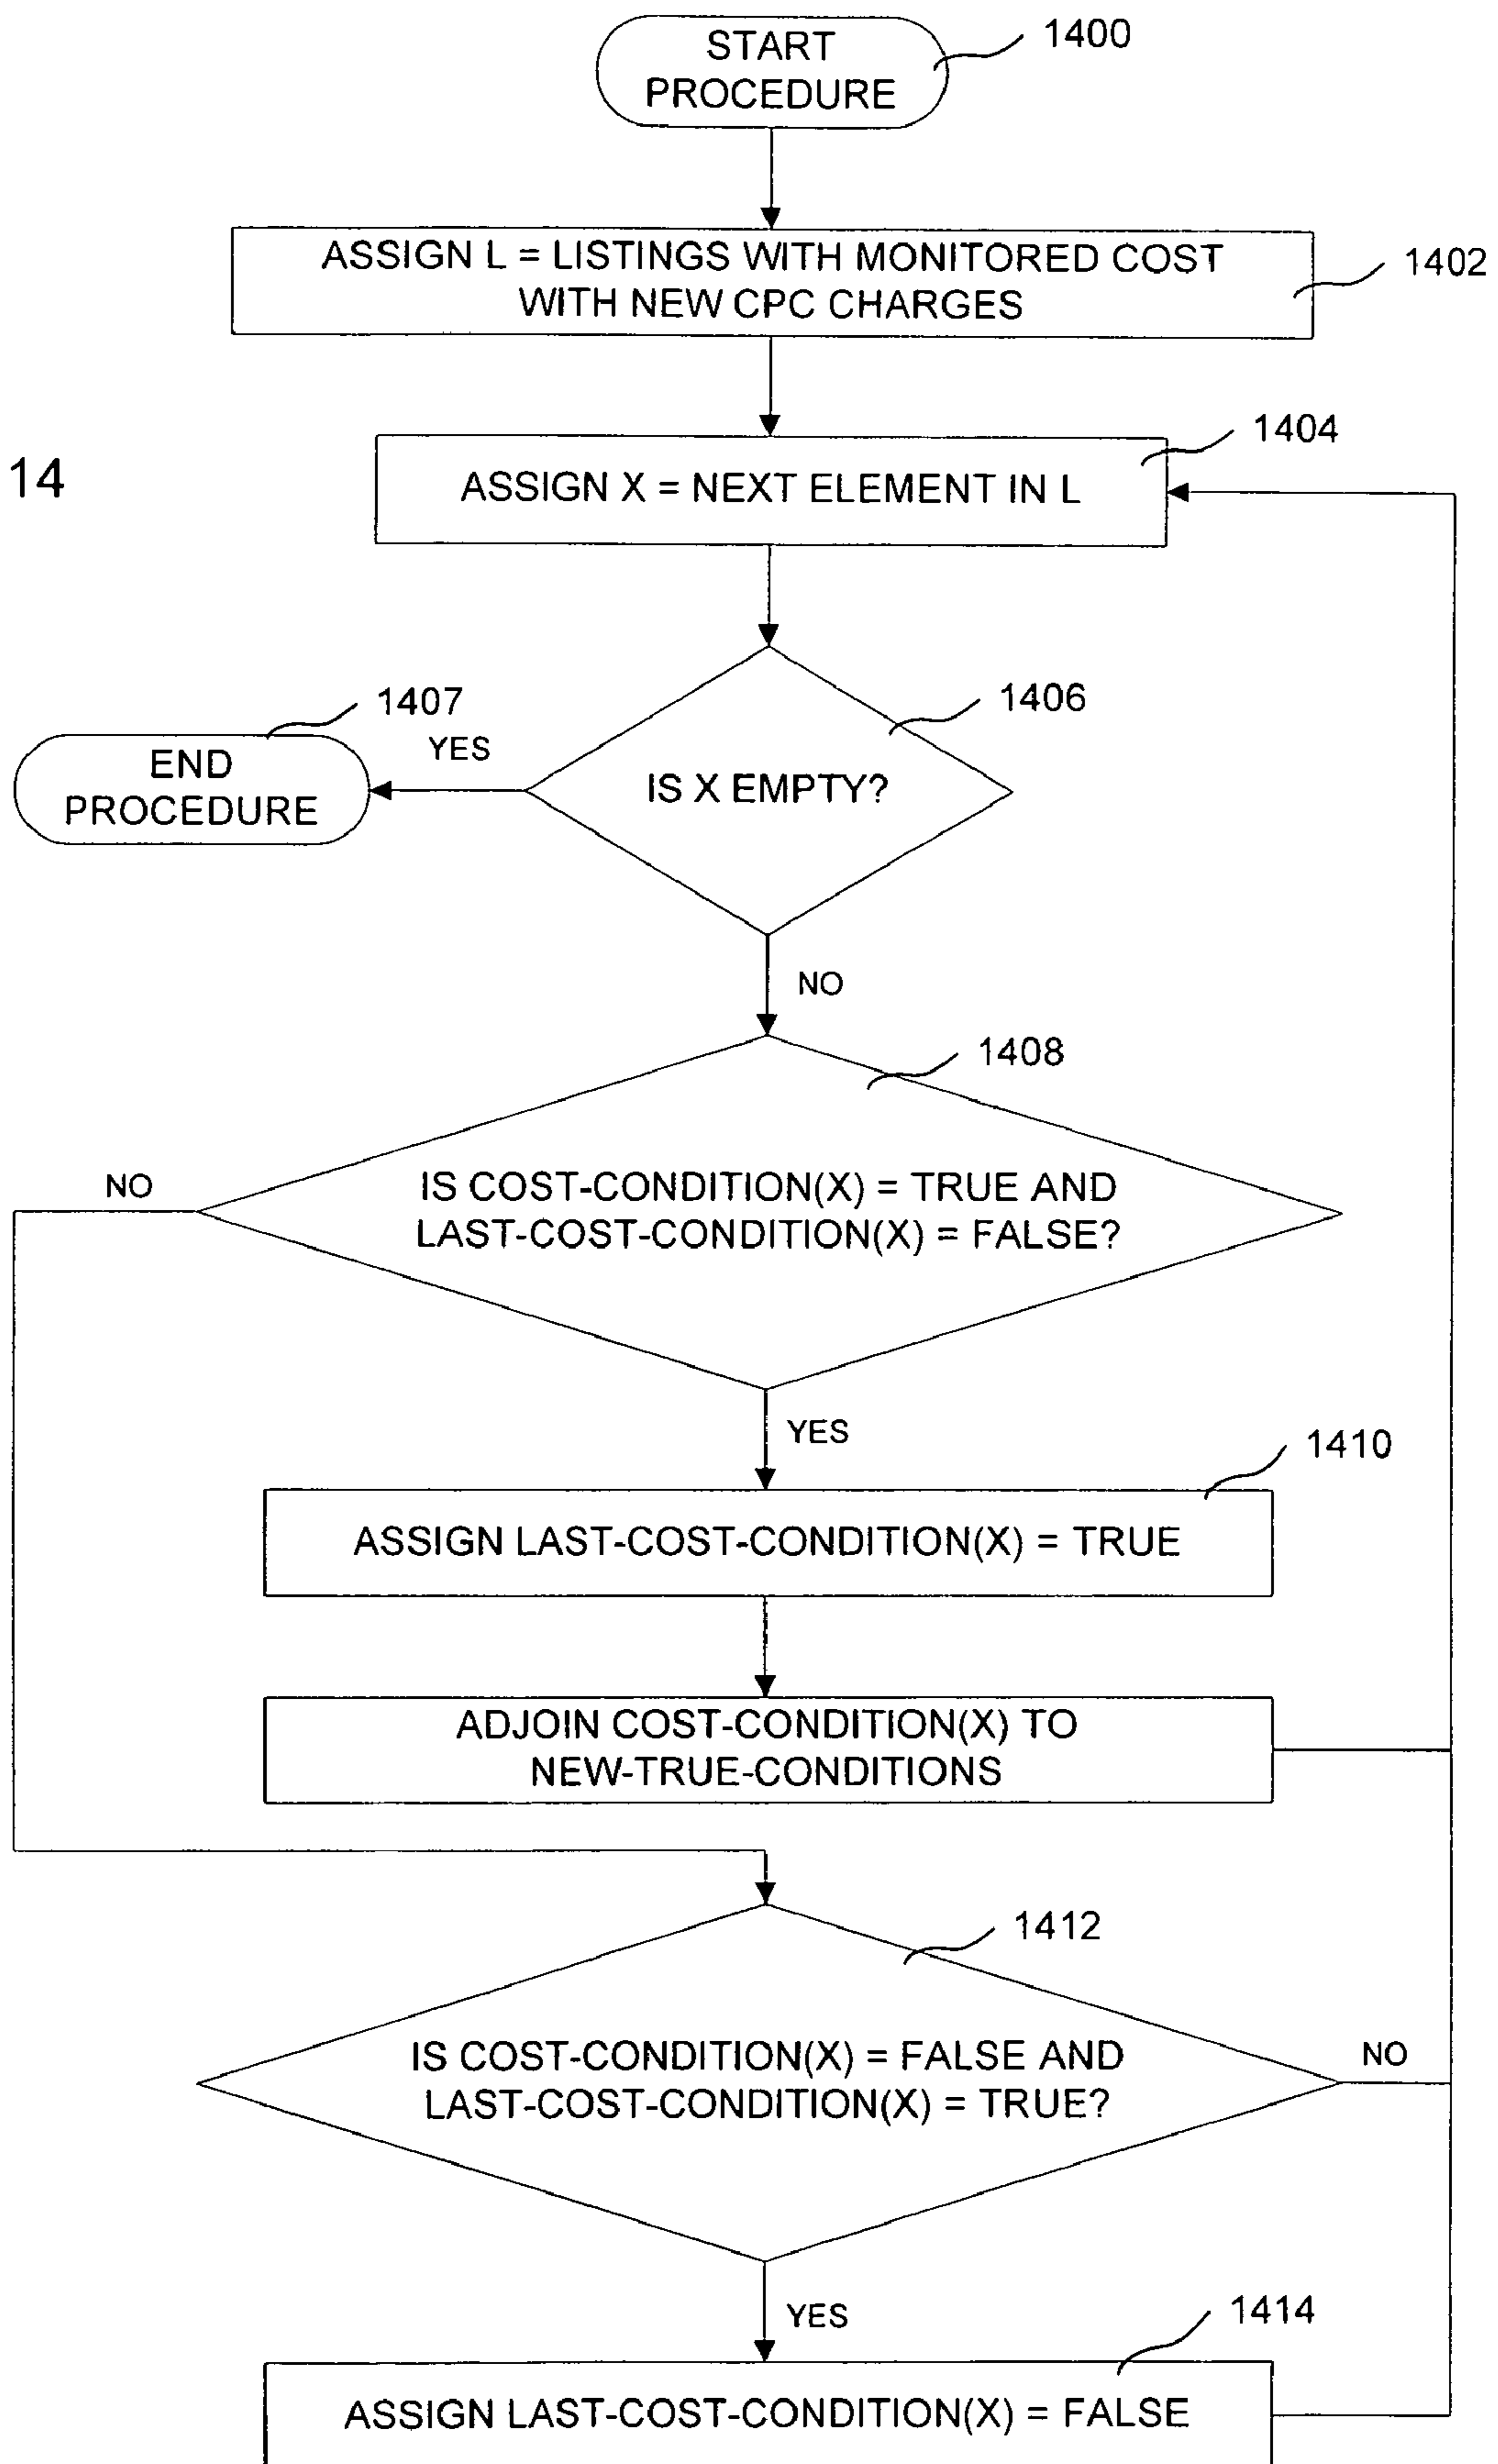 START
PROCEDURE
1400
ASSIGN L = LISTINGS WITH MONITORED COST
WITH NEW CPC CHARGES
1402
14
1404
ASSIGN X = NEXT ELEMENT IN L
1407
END
PROCEDURE
YES
1406
IS X EMPTY?
NO
1408
NO
IS COST-CONDITION(X) = TRUE AND
LAST-COST-CONDITION(X) = FALSE?
YES
1410
ASSIGN LAST-COST-CONDITION(X) = TRUE
ADJOIN COST-CONDITION(X) TO
NEW-TRUE-CONDITIONS
1412
IS COST-CONDITION(X) = FALSE AND
LAST-COST-CONDITION(X) = TRUE?
NO
YES
1414
ASSIGN LAST-COST-CONDITION(X) = FALSE